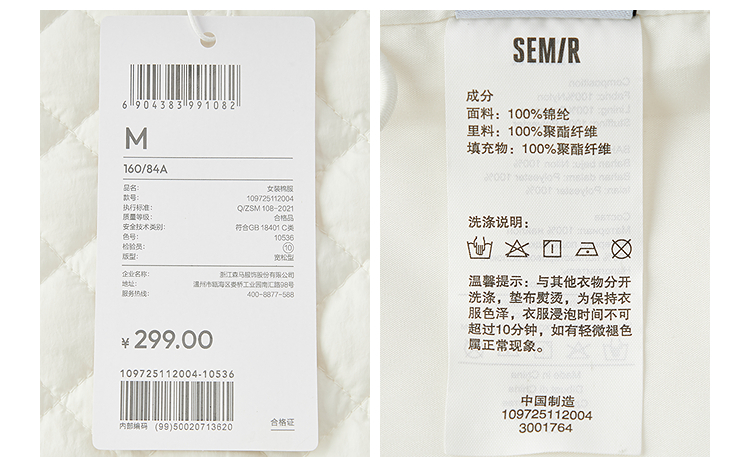 6 904383 991082
M
160/84A
品名: 女装棉服
款号: 109725112004
执行标准: Q/ZSM 108-2021
质量等级: 合格品
安全技术类别: 符合GB 18401 C类
色号: 10536
检验员: 10
版型: 宽松型
企业名称: 浙江森马服饰股份有限公司
地址: 温州市瓯海区娄桥工业园南汇路98号
服务热线: 400-8877-588
¥ 299.00
109725112004-10536
内部编码 (99)50020713620
合格证
SEMIR
成分
面料: 100%锦纶
里料: 100%聚酯纤维
填充物: 100%聚酯纤维
洗涤说明:
温馨提示: 与其他衣物分开
洗涤, 垫布熨烫, 为保持衣
服色泽, 衣服浸泡时间不可
超过10分钟, 如有轻微褪色
属正常现象。
中国制造
109725112004
3001764